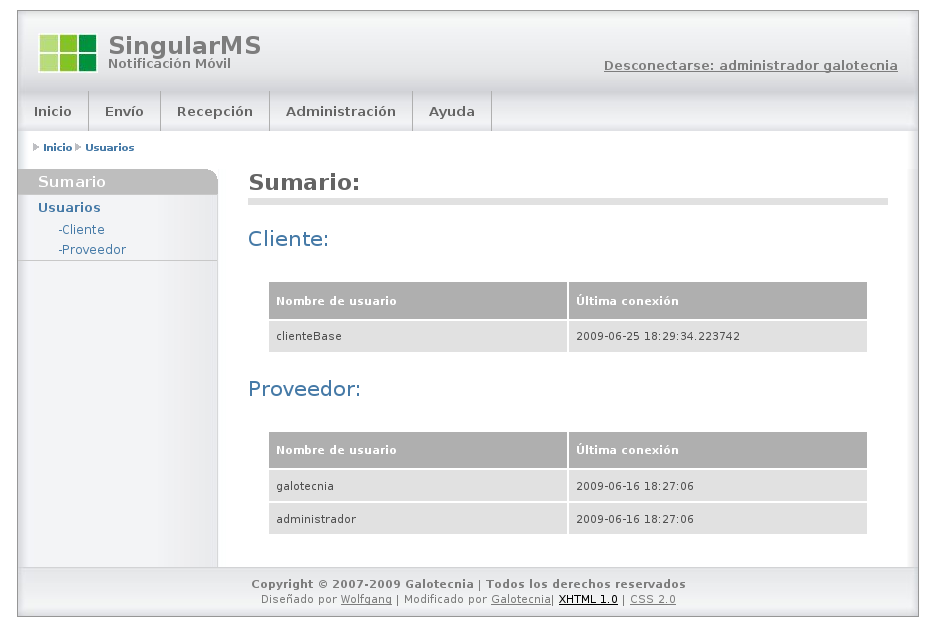 SingularMS
Notificación Móvil
Desconectarse: administrador galotecnia
Inicio Envío Recepción Administración Ayuda
Inicio Usuarios
Sumario
Usuarios
-Cliente
-Proveedor
Sumario:
Cliente:
Nombre de usuario Última conexión
clienteBase 2009-06-25 18:29:34.223742
Proveedor:
Nombre de usuario Última conexión
galotecnia 2009-06-16 18:27:06
administrador 2009-06-16 18:27:06
Copyright © 2007-2009 Galotecnia | Todos los derechos reservados
Diseñado por Wolfgang | Modificado por Galotecnia| XHTML 1.0 | CSS 2.0